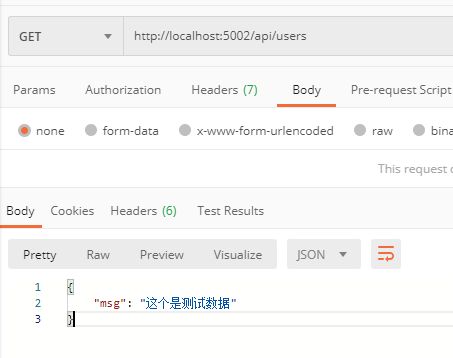 GET http://localhost:5002/api/users
Params Authorization Headers (7) Body Pre-request Script
none form-data x-www-form-urlencoded raw bina
This request d
Body Cookies Headers (6) Test Results
Pretty Raw Preview Visualize JSON
1 {
2 "msg": "这个是测试数据"
3 }